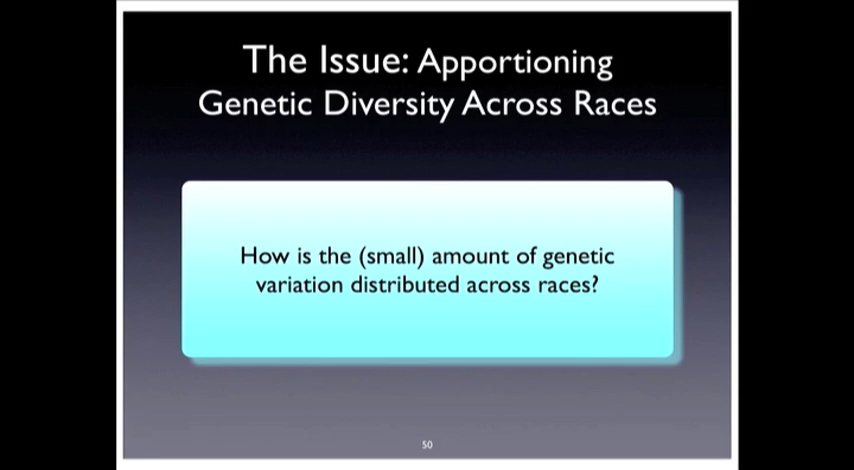 The Issue: Apportioning
Genetic Diversity Across Races
How is the (small) amount of genetic
variation distributed across races?
50